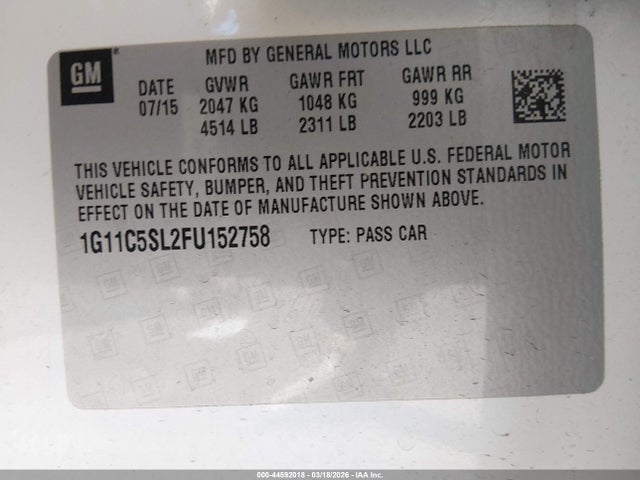 GM
MFD BY GENERAL MOTORS LLC
DATE GVWR GAWR FRT GAWR RR
07/15 2047 KG 1048 KG 999 KG
4514 LB 2311 LB 2203 LB
THIS VEHICLE CONFORMS TO ALL APPLICABLE U.S. FEDERAL MOTOR
VEHICLE SAFETY, BUMPER, AND THEFT PREVENTION STANDARDS IN
EFFECT ON THE DATE OF MANUFACTURE SHOWN ABOVE.
1G11C5SL2FU152758 TYPE: PASS CAR
000-44592018 | 03/18/2026 - IAA Inc.